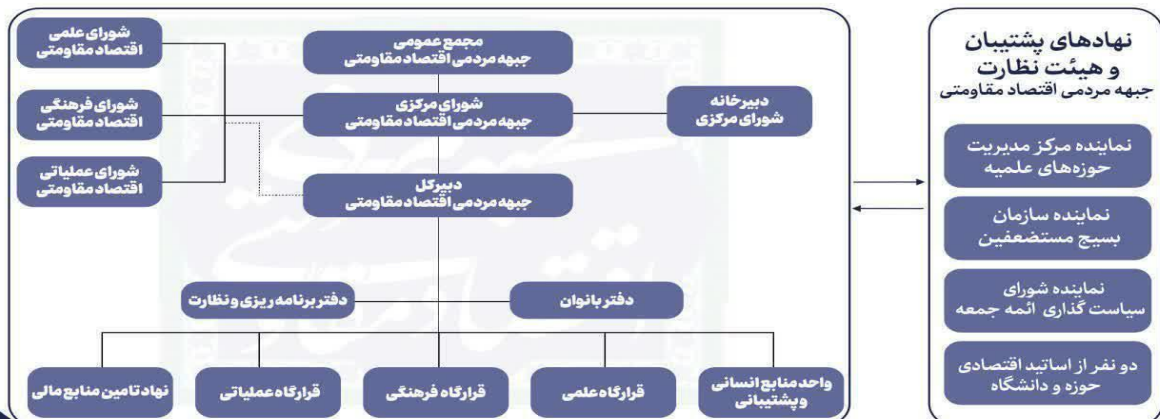 نهادهای پشتیبان
و هیئت نظارت
جبهه مردمی اقتصاد مقاومتی
نماینده مرکز مدیریت
حوزه‌های علمیه
نماینده سازمان
بسیج مستضعفین
نماینده شورای
سیاست گذاری ائمه جمعه
دو نفر از اساتید اقتصادی
حوزه و دانشگاه
مجمع عمومی
جبهه مردمی اقتصاد مقاومتی
شورای مرکزی
جبهه مردمی اقتصاد مقاومتی
دبیرخانه
شورای مرکزی
شورای علمی
اقتصاد مقاومتی
شورای فرهنگی
اقتصاد مقاومتی
شورای عملیاتی
اقتصاد مقاومتی
دبیر کل
جبهه مردمی اقتصاد مقاومتی
دفتر بانوان
دفتر برنامه ریزی و نظارت
واحد منابع انسانی
و پشتیبانی
قرارگاه علمی
قرارگاه فرهنگی
قرارگاه عملیاتی
نهاد تامین منابع مالی